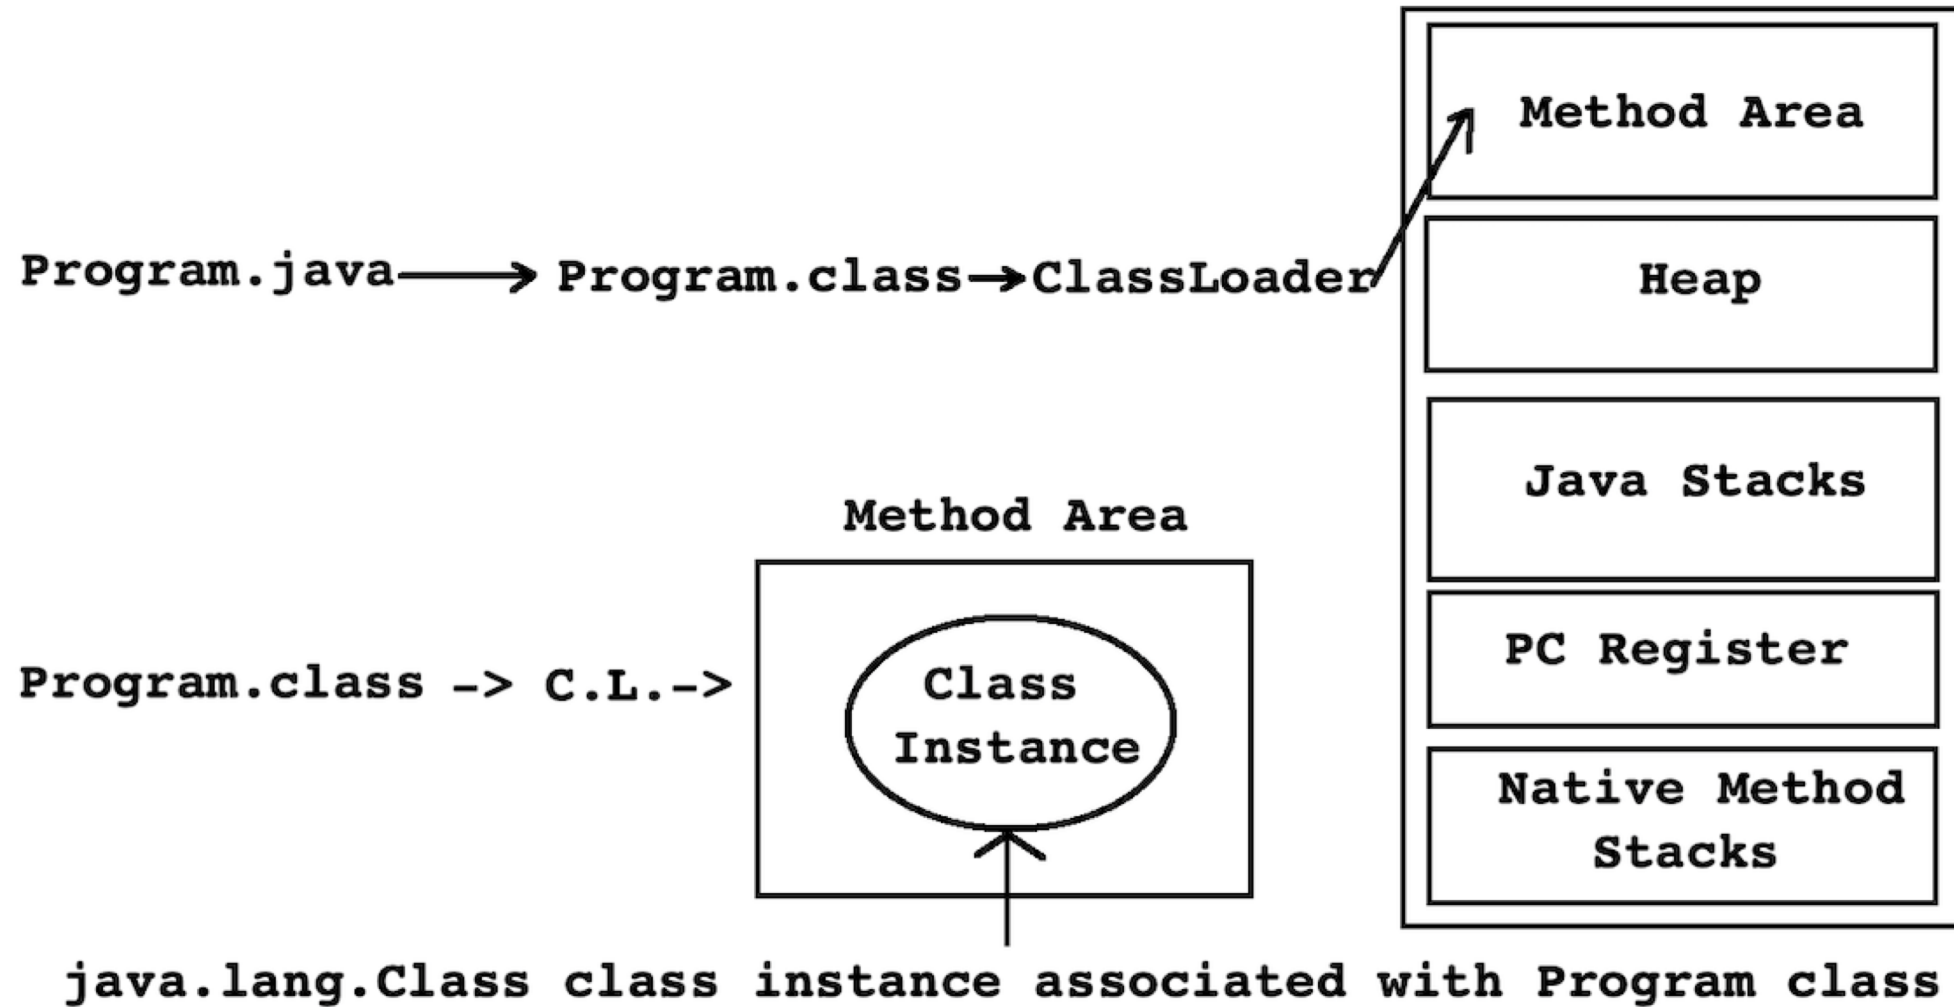 Program.java Program.class ClassLoader
Method Area
Heap
Java Stacks
PC Register
Native Method
Stacks
Method Area
Program.class -> C.L.->
Class
Instance
java.lang.Class class instance associated with Program class